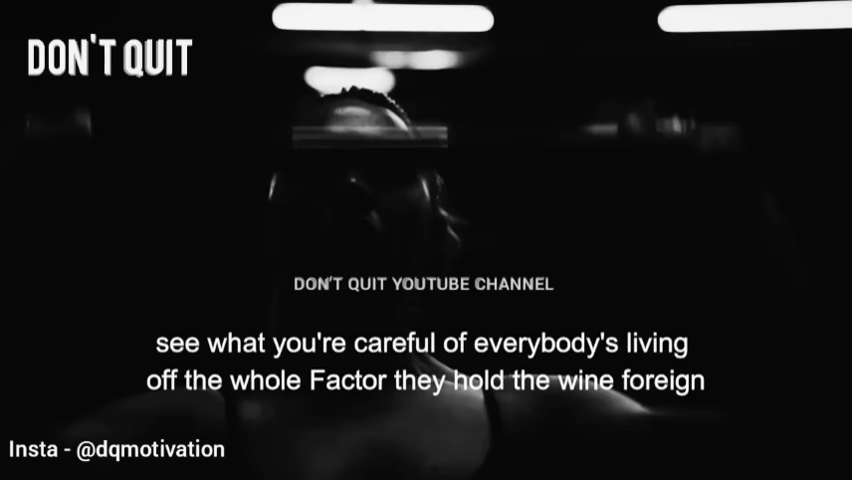 DON'T QUIT
DON'T QUIT YOUTUBE CHANNEL
see what you're careful of everybody's living
off the whole Factor they hold the wine foreign
Insta - @dqmotivation